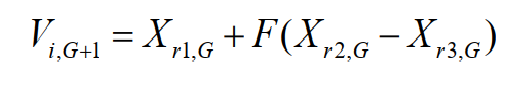 V_{i,G+1} = X_{r1,G} + F(X_{r2,G} − X_{r3,G})